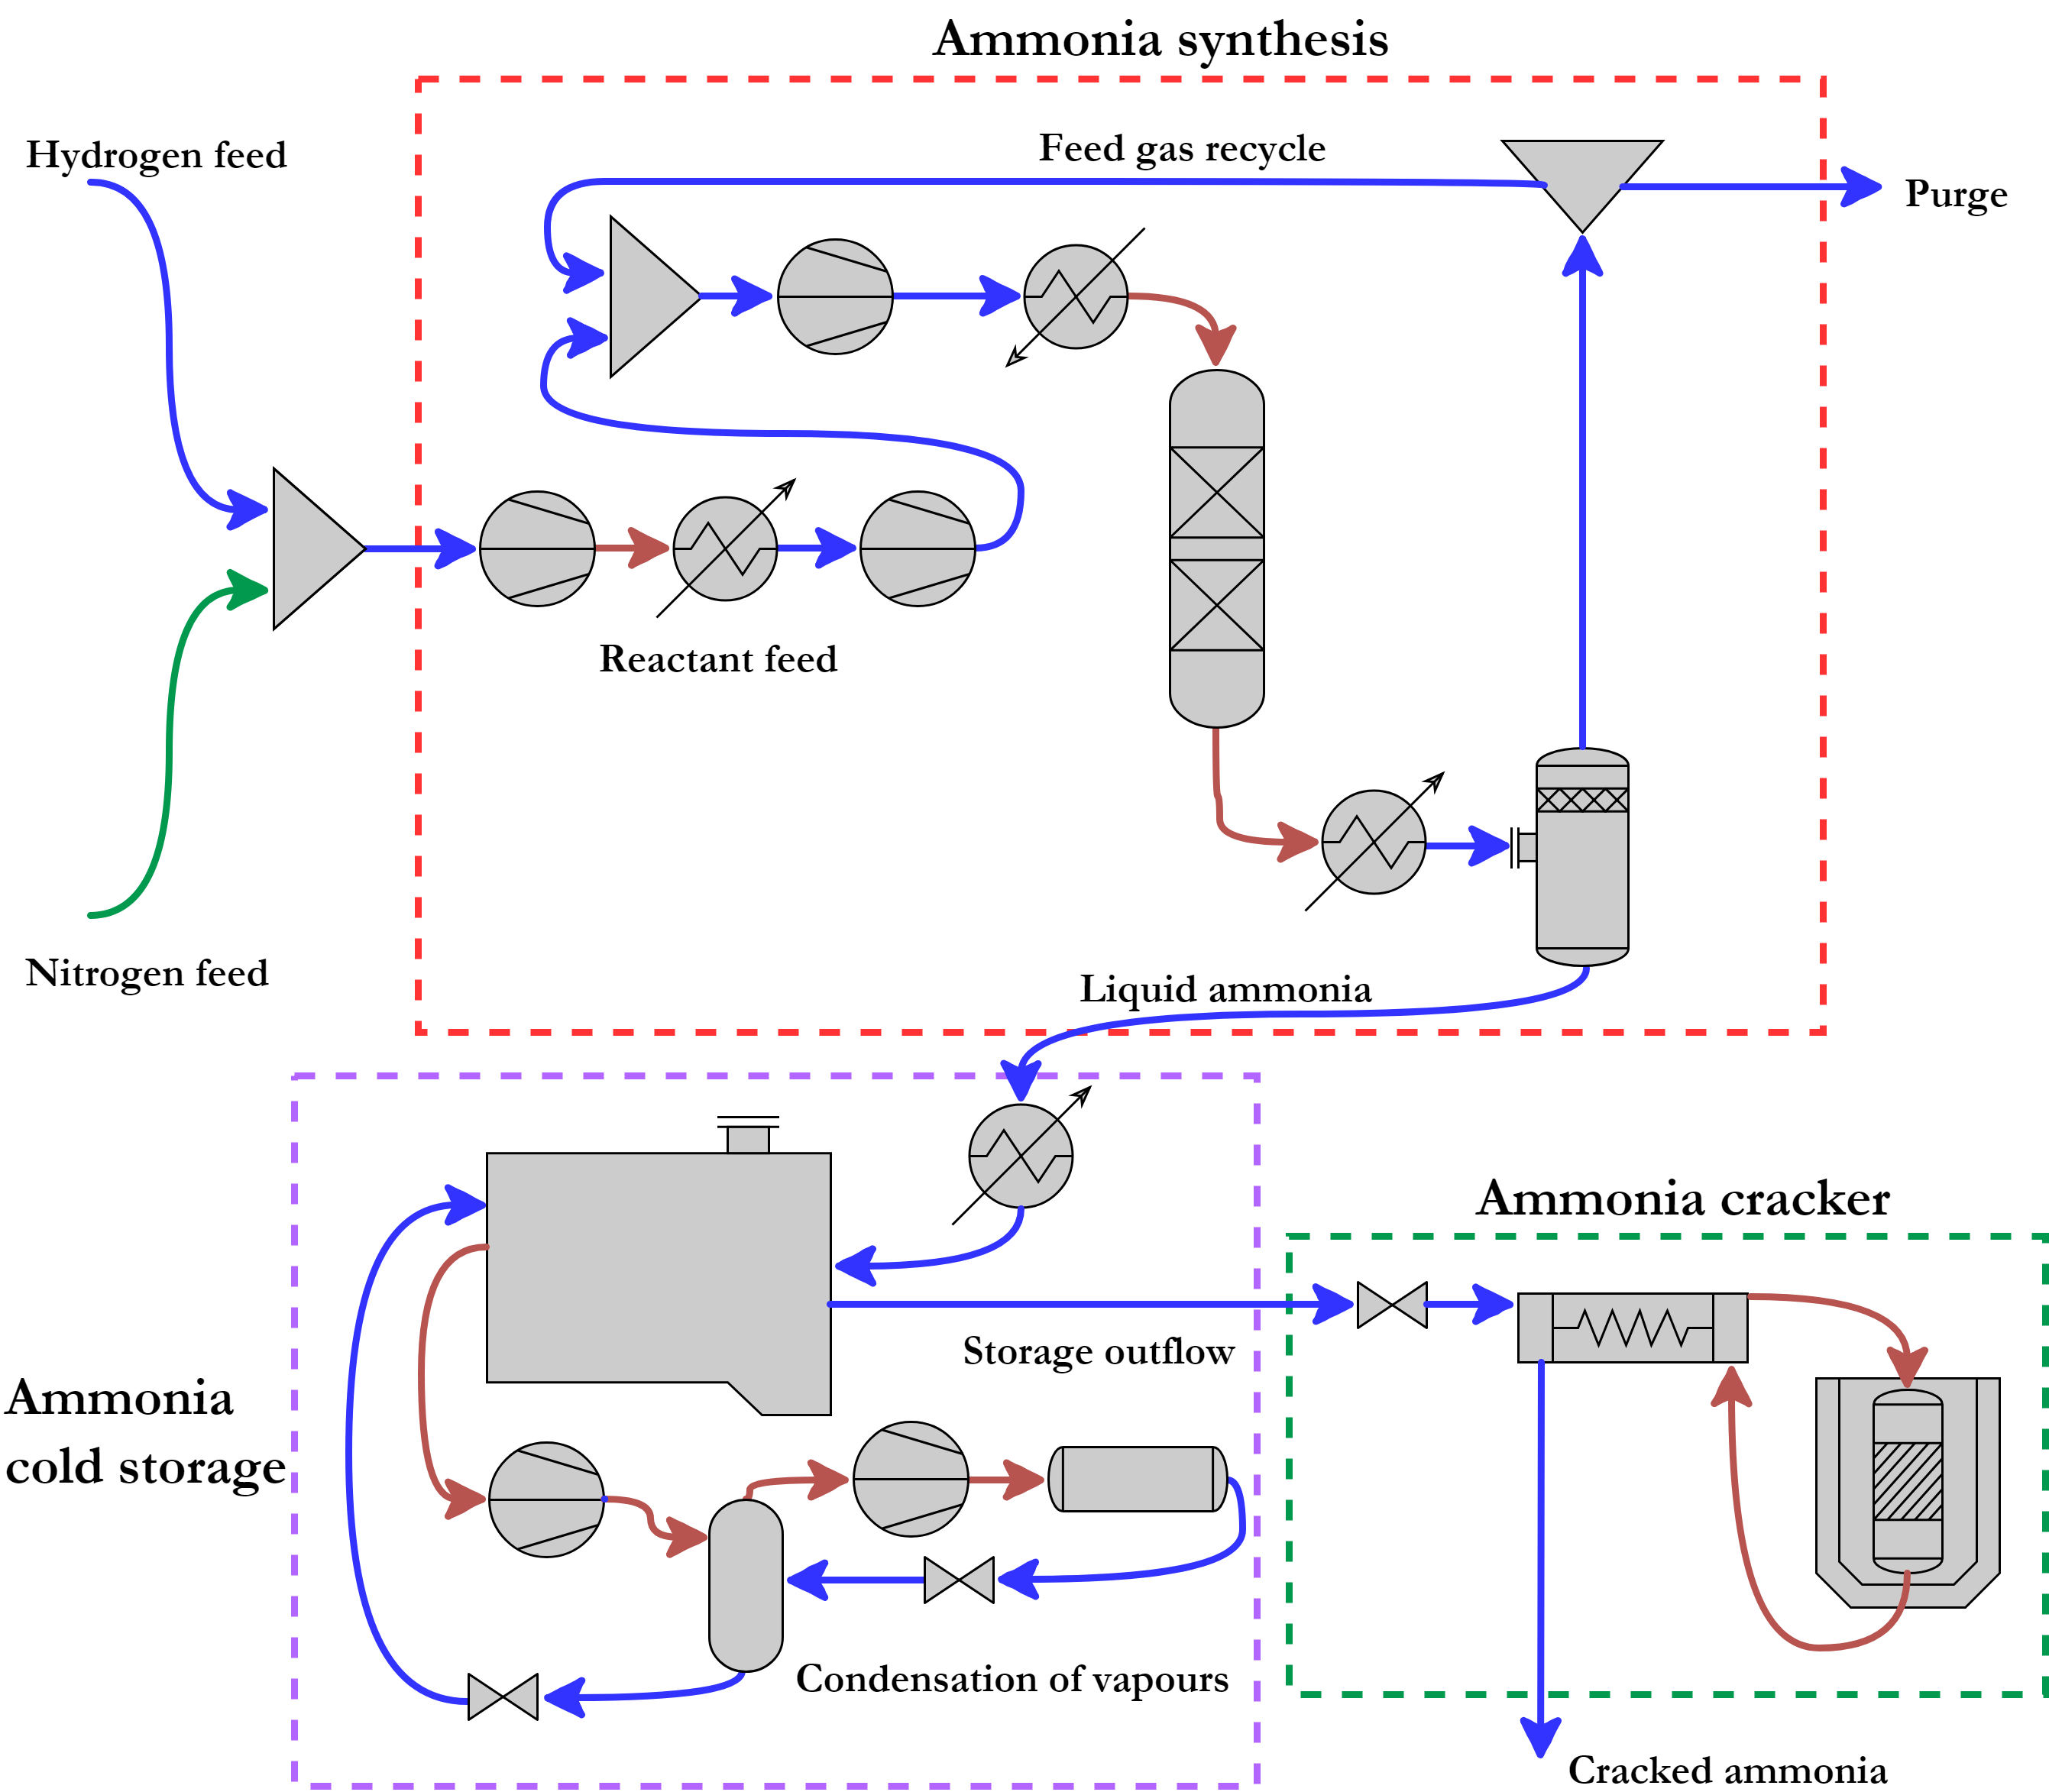 Ammonia synthesis
Hydrogen feed
Feed gas recycle
Purge
Reactant feed
Nitrogen feed
Liquid ammonia
Ammonia cracker
Storage outflow
Ammonia
cold storage
Condensation of vapours
Cracked ammonia